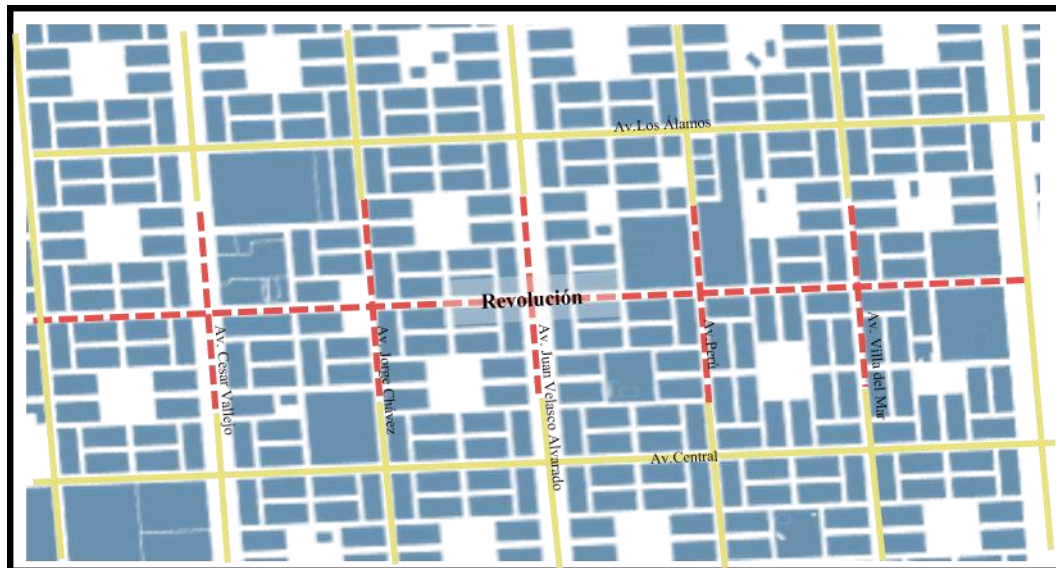 Av.Los Álamos
Revolución
Av. Cesar Vallejo
Av. Jorge Chávez
Av. Juan Velasco Alvarado
Av.Perú
Av. Villa del Mar
Av.Central